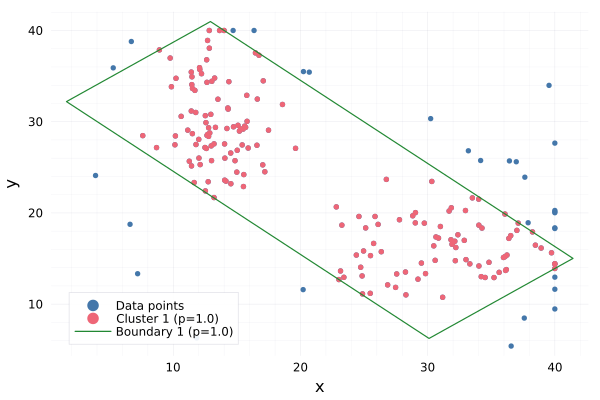 40
30
20
10
y
Data points
Cluster 1 (p=1.0)
Boundary 1 (p=1.0)
10 20 30 40
x